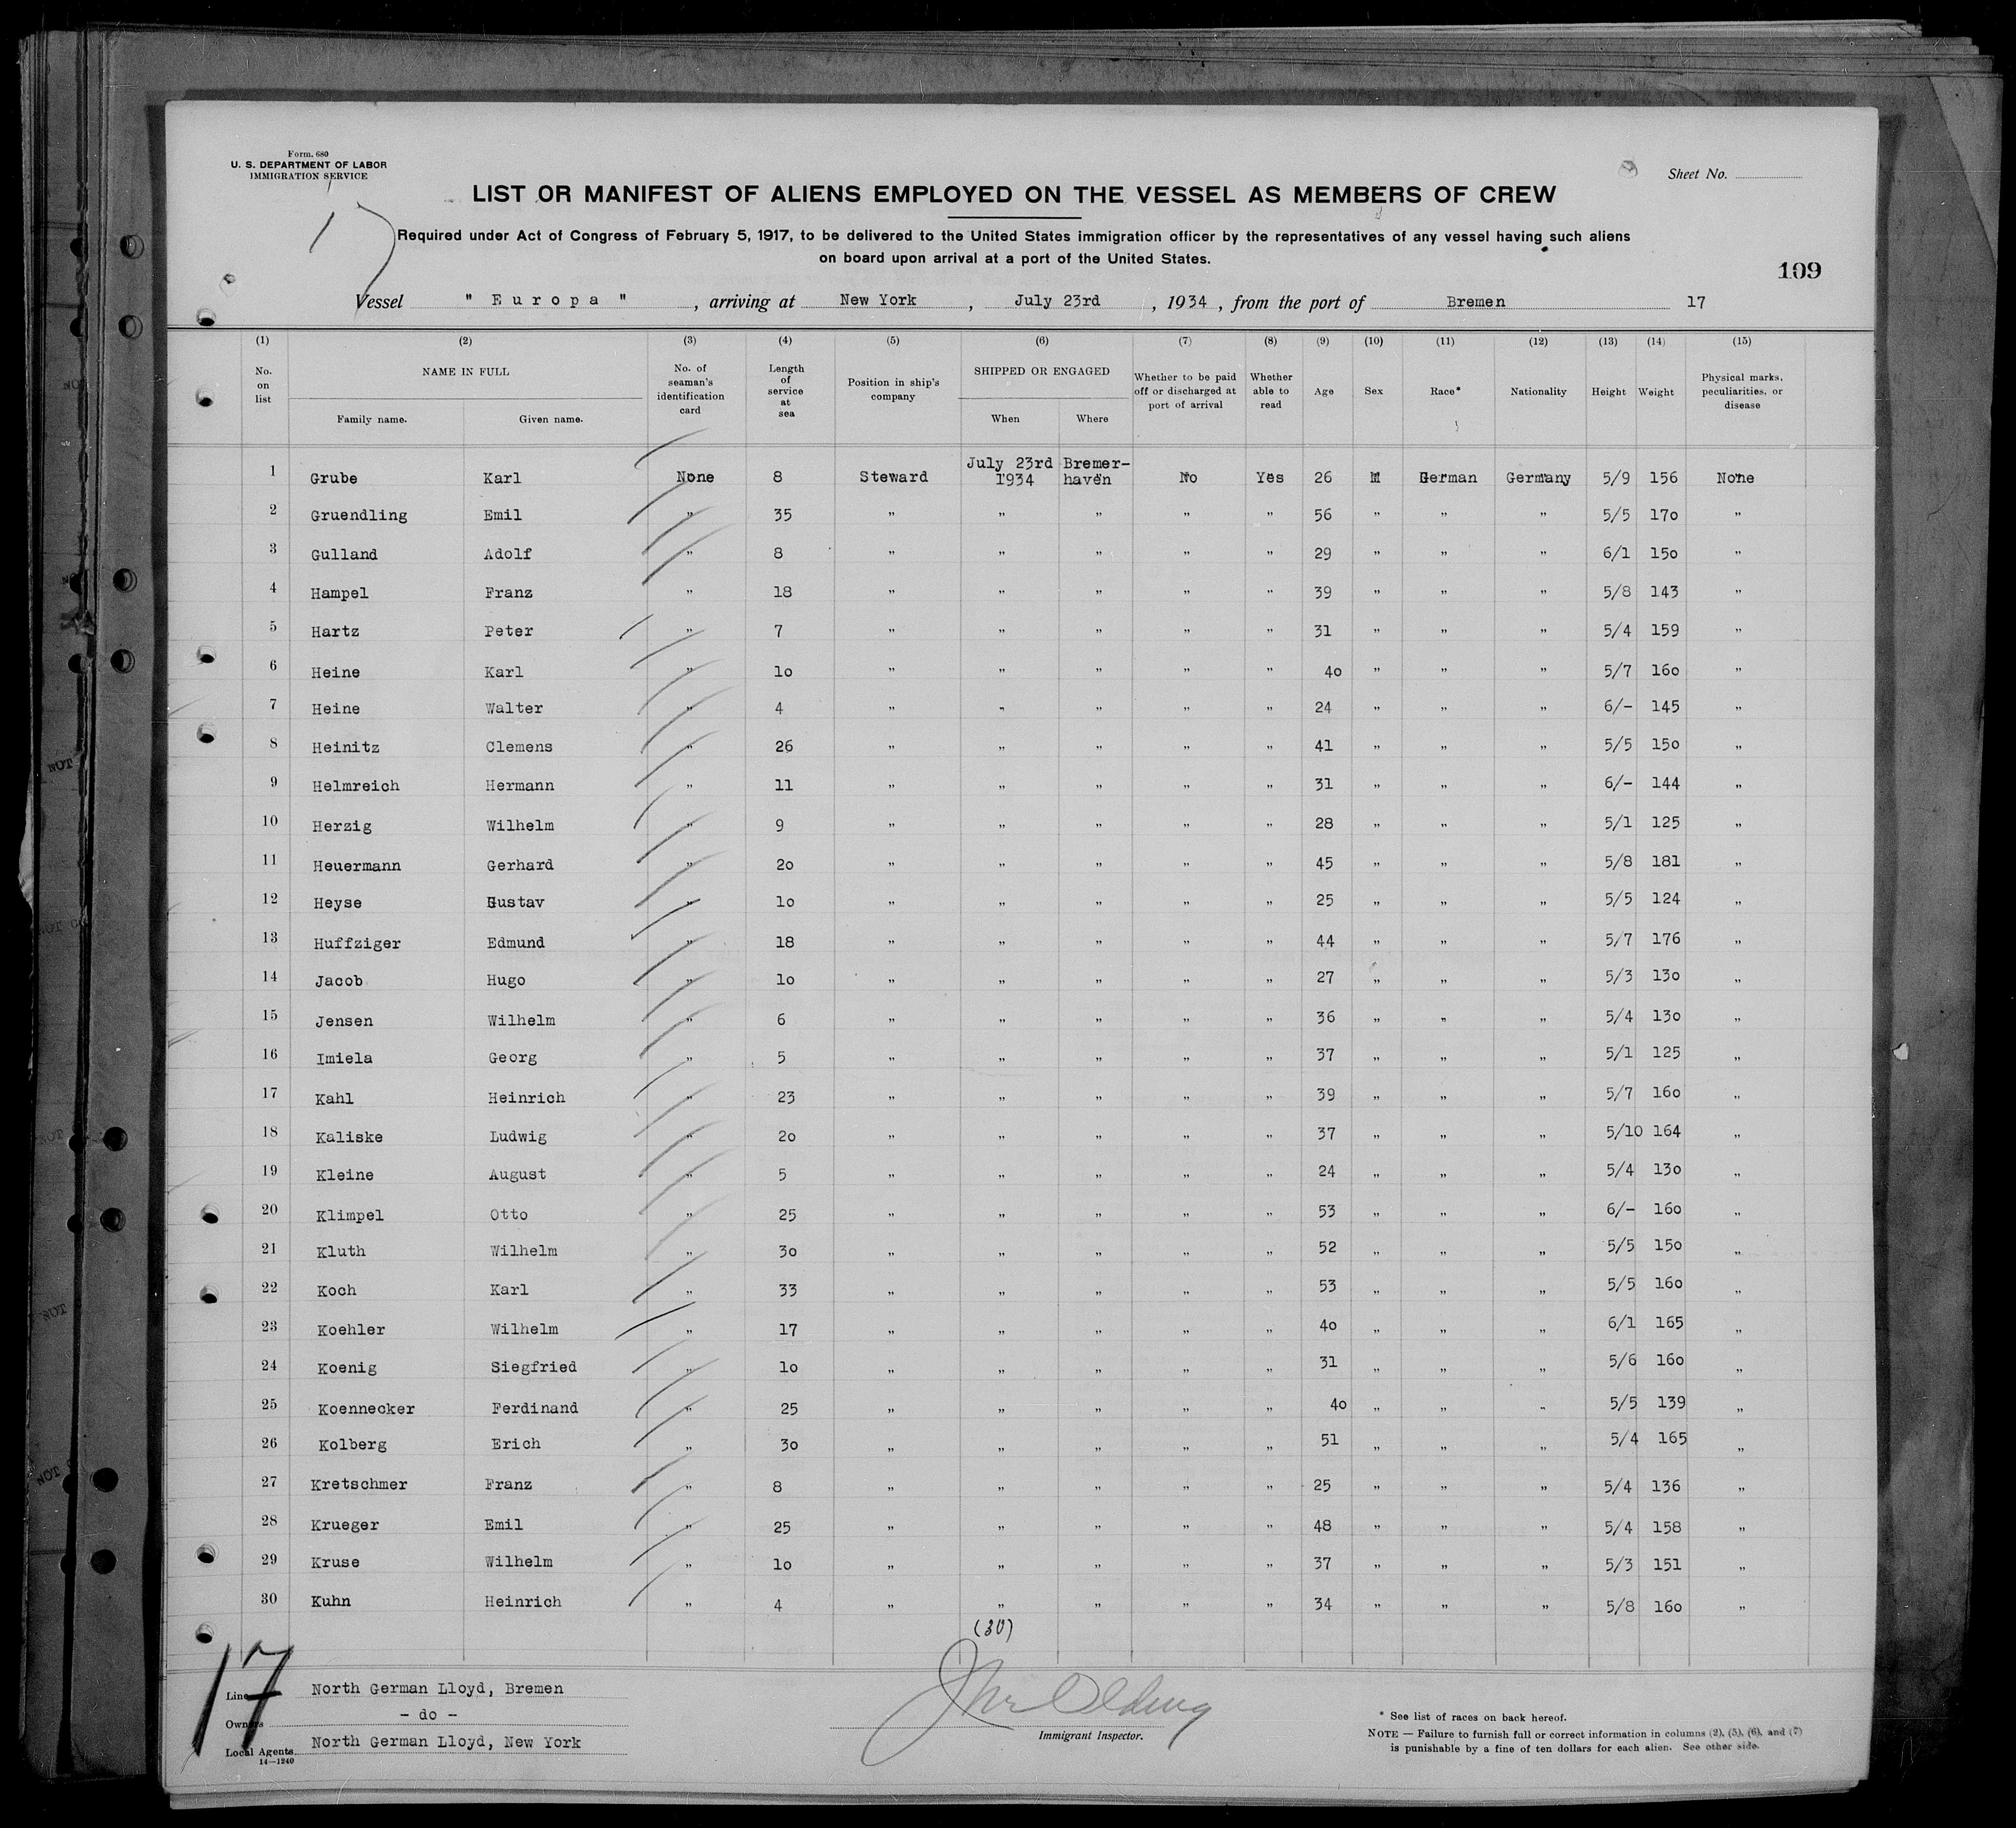 Form. 680
U. S. DEPARTMENT OF LABOR
IMMIGRATION SERVICE
Sheet No.
LIST OR MANIFEST OF ALIENS EMPLOYED ON THE VESSEL AS MEMBERS OF CREW
17
Required under Act of Congress of February 5, 1917, to be delivered to the United States immigration officer by the representatives of any vessel having such aliens
on board upon arrival at a port of the United States.
109
Vessel " Europa ", arriving at New York, July 23rd, 1934, from the port of Bremen 17
(1) (2) (3) (4) (5) (6) (7) (8) (9) (10) (11) (12) (13) (14) (15)
No. on list NAME IN FULL Family name. Given name. No. of seaman's identification card Length of service at sea Position in ship's company SHIPPED OR ENGAGED When Where Whether to be paid off or discharged at port of arrival Whether able to read Age Sex Race* Nationality Height Weight Physical marks, peculiarities, or disease
1 Grube Karl None 8 Steward July 23rd 1934 Bremer-haven No Yes 26 M German Germany 5/9 156 None
2 Gruendling Emil " 35 " " " " " 56 " " " 5/5 170 "
3 Gulland Adolf " 8 " " " " " 29 " " " 6/1 150 "
4 Hampel Franz " 18 " " " " " 39 " " " 5/8 143 "
5 Hartz Peter " 7 " " " " " 31 " " " 5/4 159 "
6 Heine Karl " 10 " " " " " 40 " " " 5/7 160 "
7 Heine Walter " 4 " " " " " 24 " " " 6/- 145 "
8 Heinitz Clemens " 26 " " " " " 41 " " " 5/5 150 "
9 Helmreich Hermann " 11 " " " " " 31 " " " 6/- 144 "
10 Herzig Wilhelm " 9 " " " " " 28 " " " 5/1 125 "
11 Heuermann Gerhard " 20 " " " " " 45 " " " 5/8 181 "
12 Heyse Gustav " 10 " " " " " 25 " " " 5/5 124 "
13 Huffziger Edmund " 18 " " " " " 44 " " " 5/7 176 "
14 Jacob Hugo " 10 " " " " " 27 " " " 5/3 130 "
15 Jensen Wilhelm " 6 " " " " " 36 " " " 5/4 130 "
16 Imiela Georg " 5 " " " " " 37 " " " 5/1 125 "
17 Kahl Heinrich " 23 " " " " " 39 " " " 5/7 160 "
18 Kaliske Ludwig " 20 " " " " " 37 " " " 5/10 164 "
19 Kleine August " 5 " " " " " 24 " " " 5/4 130 "
20 Klimpel Otto " 25 " " " " " 53 " " " 6/- 160 "
21 Kluth Wilhelm " 30 " " " " " 52 " " " 5/5 150 "
22 Koch Karl " 33 " " " " " 53 " " " 5/5 160 "
23 Koehler Wilhelm " 17 " " " " " 40 " " " 6/1 165 "
24 Koenig Siegfried " 10 " " " " " 31 " " " 5/6 160 "
25 Koennecker Ferdinand " 25 " " " " " 40 " " " 5/5 139 "
26 Kolberg Erich " 30 " " " " " 51 " " " 5/4 165 "
27 Kretschmer Franz " 8 " " " " " 25 " " " 5/4 136 "
28 Krueger Emil " 25 " " " " " 48 " " " 5/4 158 "
29 Kruse Wilhelm " 10 " " " " " 37 " " " 5/3 151 "
30 Kuhn Heinrich " 4 " " " " " 34 " " " 5/8 160 "
(30)
17
Line North German Lloyd, Bremen
Owners - do -
Local Agents North German Lloyd, New York
14-1240
Immigrant Inspector.
* See list of races on back hereof.
NOTE — Failure to furnish full or correct information in columns (2), (5), (6), and (7)
is punishable by a fine of ten dollars for each alien. See other side.